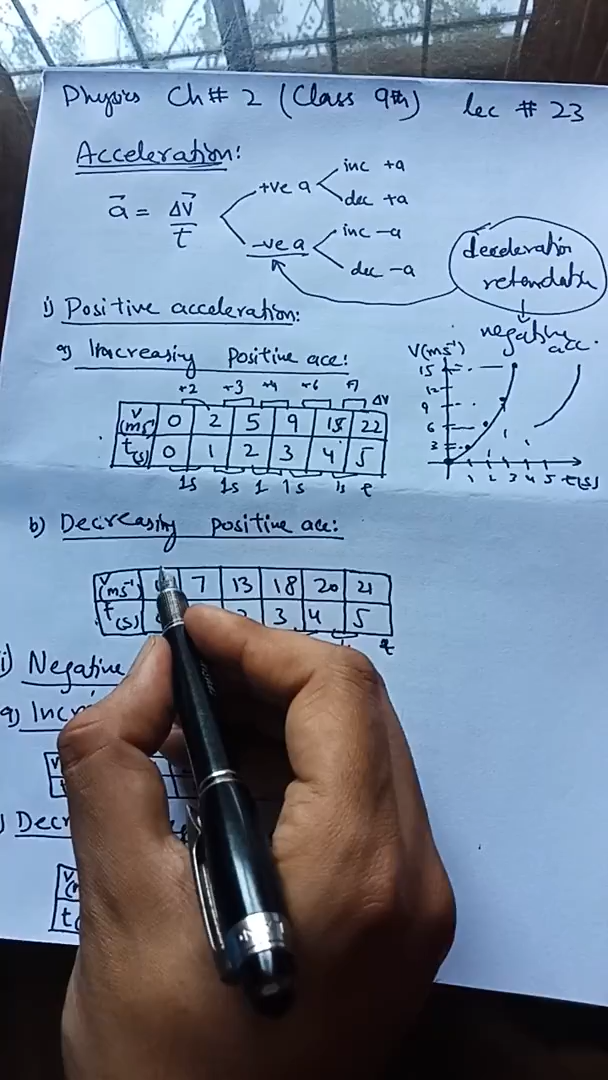 Physics Ch# 2 (Class 9th) lec # 23
Acceleration:
a = ΔV/t
+ve a
inc +a
dec +a
-ve a
inc -a
dec -a
deceleration
retardation
negative
acc.
i) Positive acceleration:
a) Increasing positive acc:
+2 +3 +4 +6 +7 ΔV
V (ms⁻¹) 0 2 5 9 15 22
t(s) 0 1 2 3 4 5
1s 1s 1 1s 1s t
V(ms⁻¹)
15
12
9
6
3
1 2 3 4 5 t(s)
b) Decreasing positive acc:
V (ms⁻¹) 7 13 18 20 21
t(s) 2 3 4 5
t
i) Negative
a) Incr
) Decr